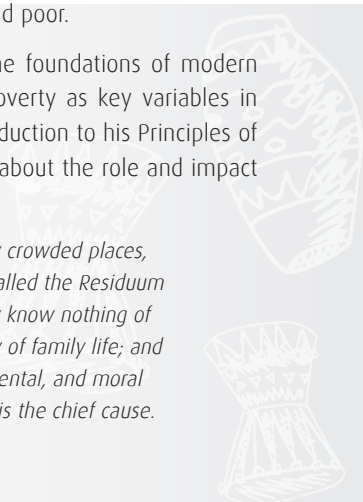 d poor.
e foundations of modern
overty as key variables in
duction to his Principles of
about the role and impact
crowded places,
alled the Residuum
know nothing of
of family life; and
ental, and moral
is the chief cause.